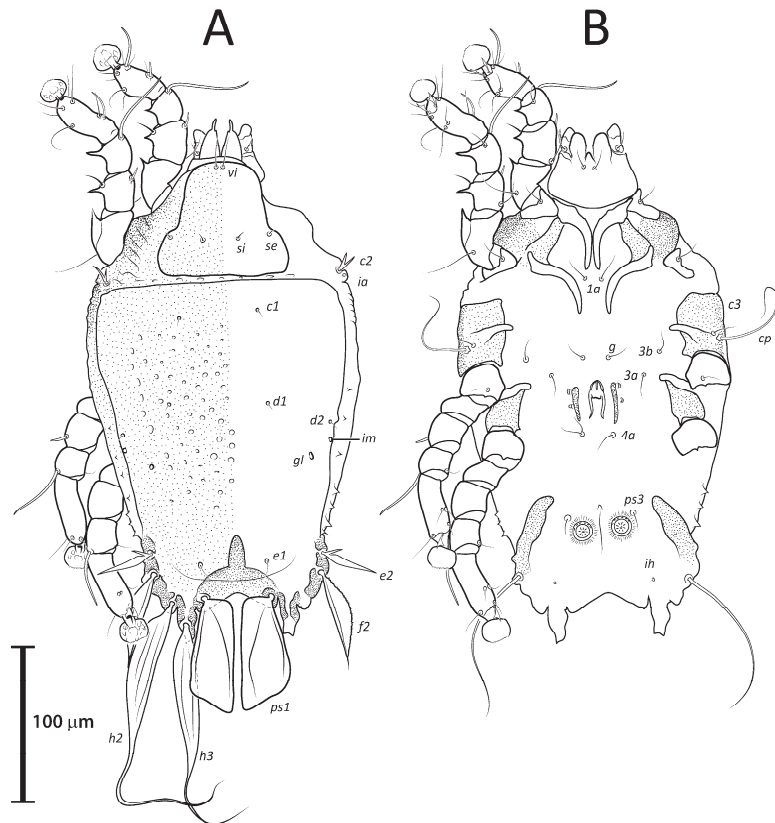 A
B
vi
si se
c2
ia
c1
d1
d2
im
gl
e1
e2
f2
ps1
h2
h3
100 μm
1a
c3
cp
g
3b
3a
4a
ps3
ih